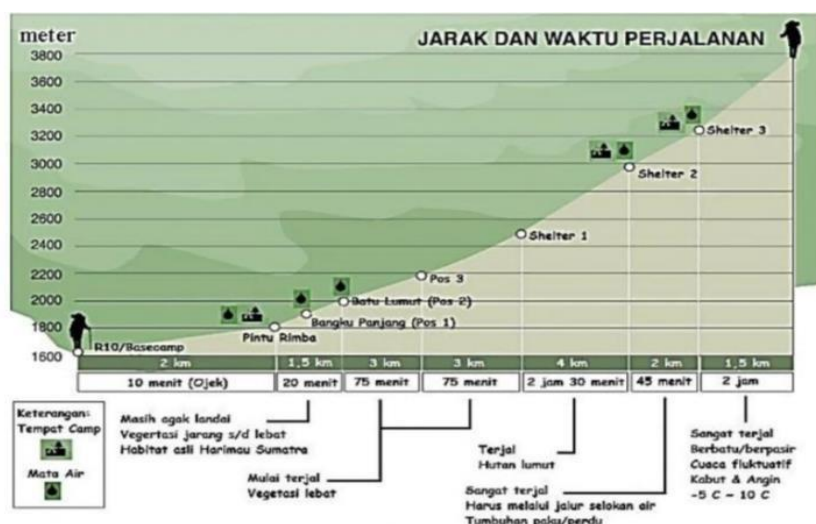 meter
JARAK DAN WAKTU PERJALANAN
3800
3600
3400
3200
3000
2800
2600
2400
2200
2000
1800
1600
Shelter 3
Shelter 2
Shelter 1
Pos 3
Batu Lumut (Pos 2)
Bangku Panjang (Pos 1)
Pintu Rimba
R10/Basecamp
2 km
1,5 km
3 km
3 km
4 km
2 km
1,5 km
10 menit (Ojek)
20 menit
75 menit
75 menit
2 jam 30 menit
45 menit
2 jam
Keterangan:
Tempat Camp
Mata Air
Masih agak landai
Vegertasi jarang s/d lebat
Habitat asli Harimau Sumatra
Mulai terjal
Vegetasi lebat
Terjal
Hutan lumut
Sangat terjal
Harus melalui jalur selokan air
Tumbuhan paku/perdu
Sangat terjal
Berbatu/berpasir
Cuaca fluktuatif
Kabut & Angin
-5 C - 10 C